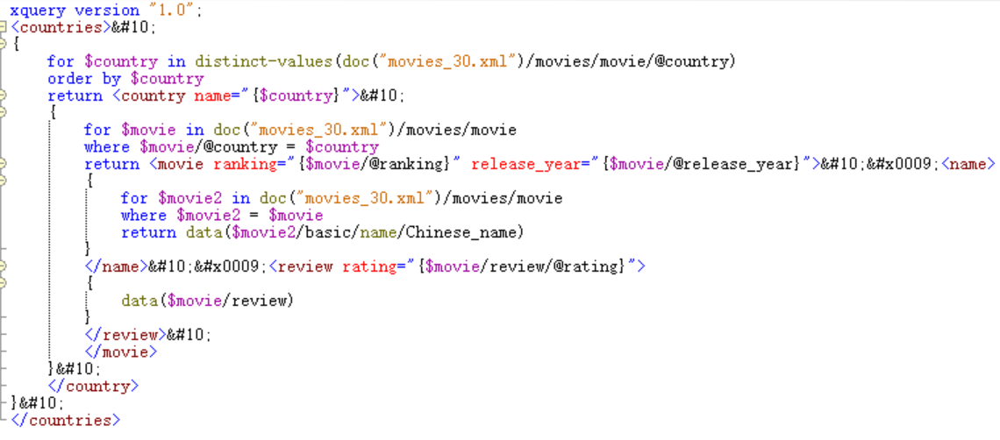 xquery version "1.0";
<countries>&#10;
{
    for $country in distinct-values(doc("movies_30.xml")/movies/movie/@country)
    order by $country
    return <country name="{$country}">&#10;
    {
        for $movie in doc("movies_30.xml")/movies/movie
        where $movie/@country = $country
        return <movie ranking="{$movie/@ranking}" release_year="{$movie/@release_year}">&#10;&#x0009;<name>
        {
            for $movie2 in doc("movies_30.xml")/movies/movie
            where $movie2 = $movie
            return data($movie2/basic/name/Chinese_name)
        }
        </name>&#10;&#x0009;<review rating="{$movie/review/@rating}">
        {
            data($movie/review)
        }
        </review>&#10;
        </movie>
    }&#10;
    </country>
}&#10;
</countries>